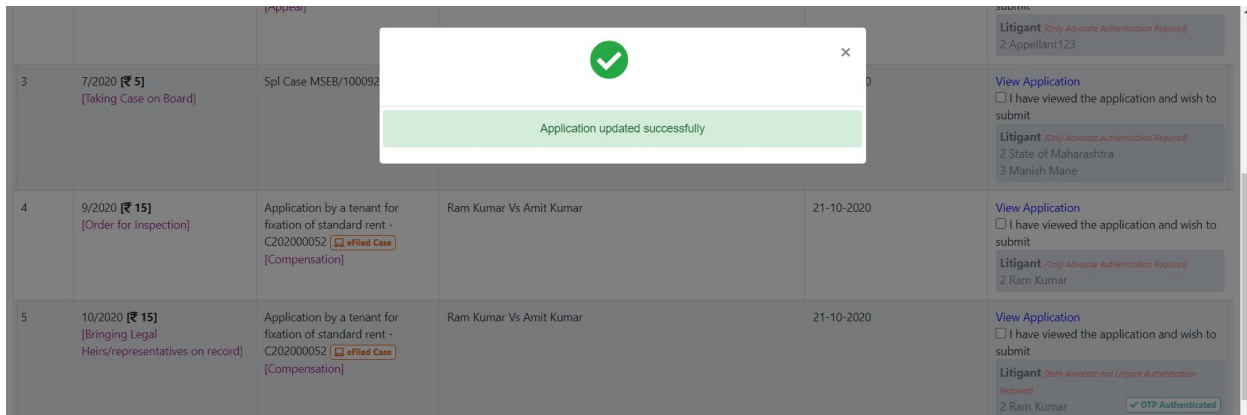 [Appeal]
submit
Litigant [Only Advocate Authentication Required]
2 Appellant123
×
Application updated successfully
3
7/2020 [₹ 5]
[Taking Case on Board]
Spl Case MSEB/100092
View Application
I have viewed the application and wish to
submit
Litigant [Only Advocate Authentication Required]
2 State of Maharashtra
3 Manish Mane
4
9/2020 [₹ 15]
[Order for Inspection]
Application by a tenant for
fixation of standard rent -
C202000052 eFiled Case
[Compensation]
Ram Kumar Vs Amit Kumar
21-10-2020
View Application
I have viewed the application and wish to
submit
Litigant [Only Advocate Authentication Required]
2 Ram Kumar
5
10/2020 [₹ 15]
[Bringing Legal
Heirs/representatives on record]
Application by a tenant for
fixation of standard rent -
C202000052 eFiled Case
[Compensation]
Ram Kumar Vs Amit Kumar
21-10-2020
View Application
I have viewed the application and wish to
submit
Litigant [Both Advocate and Litigant Authentication
Required]
2 Ram Kumar ✓ OTP Authenticated